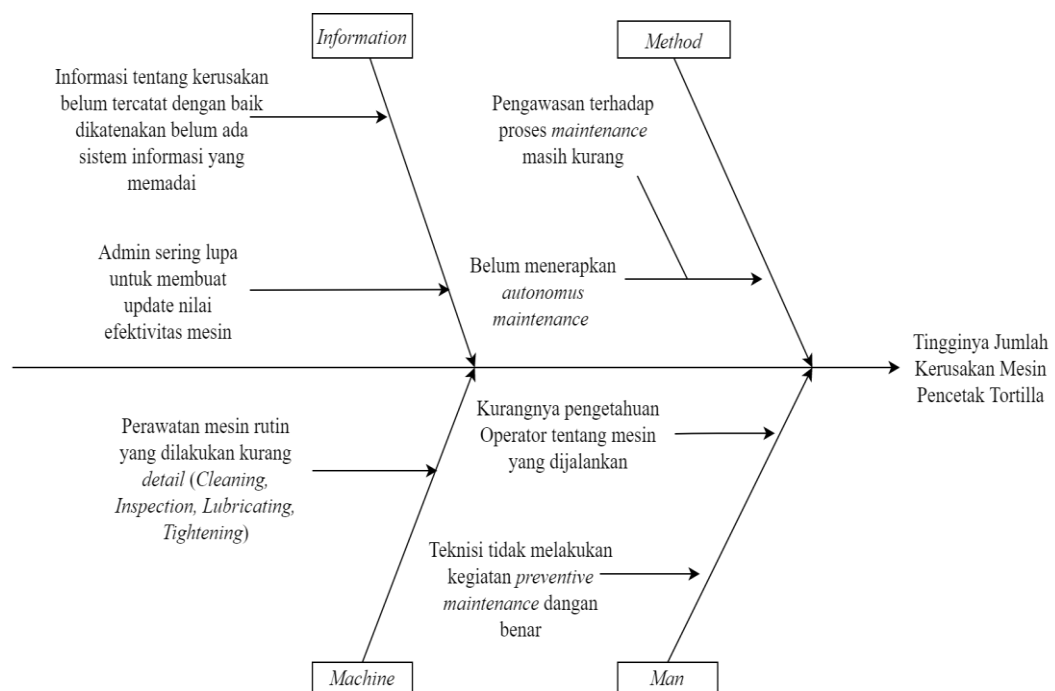 Information
Method
Informasi tentang kerusakan
belum tercatat dengan baik
dikatenakan belum ada
sistem informasi yang
memadai
Pengawasan terhadap
proses maintenance
masih kurang
Admin sering lupa
untuk membuat
update nilai
efektivitas mesin
Belum menerapkan
autonomus
maintenance
Tingginya Jumlah
Kerusakan Mesin
Pencetak Tortilla
Perawatan mesin rutin
yang dilakukan kurang
detail (Cleaning,
Inspection, Lubricating,
Tightening)
Kurangnya pengetahuan
Operator tentang mesin
yang dijalankan
Teknisi tidak melakukan
kegiatan preventive
maintenance dangan
benar
Machine
Man